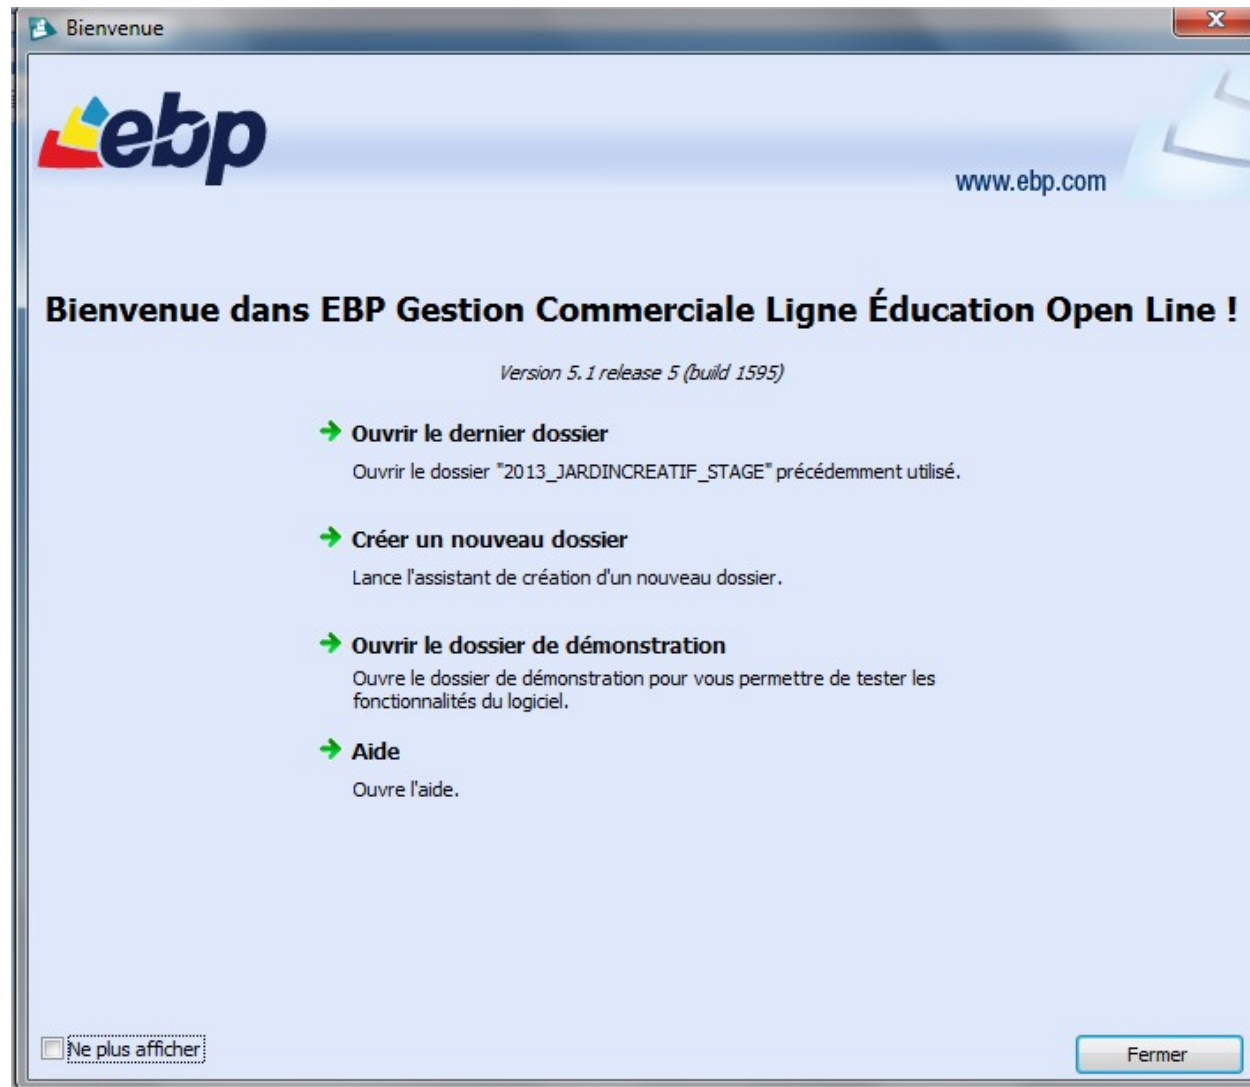 Bienvenue
ebp
www.ebp.com
Bienvenue dans EBP Gestion Commerciale Ligne Éducation Open Line !
Version 5.1 release 5 (build 1595)
Ouvrir le dernier dossier
Ouvrir le dossier "2013_JARDINCREATIF_STAGE" précédemment utilisé.
Créer un nouveau dossier
Lance l'assistant de création d'un nouveau dossier.
Ouvrir le dossier de démonstration
Ouvre le dossier de démonstration pour vous permettre de tester les
fonctionnalités du logiciel.
Aide
Ouvre l'aide.
Ne plus afficher
Fermer